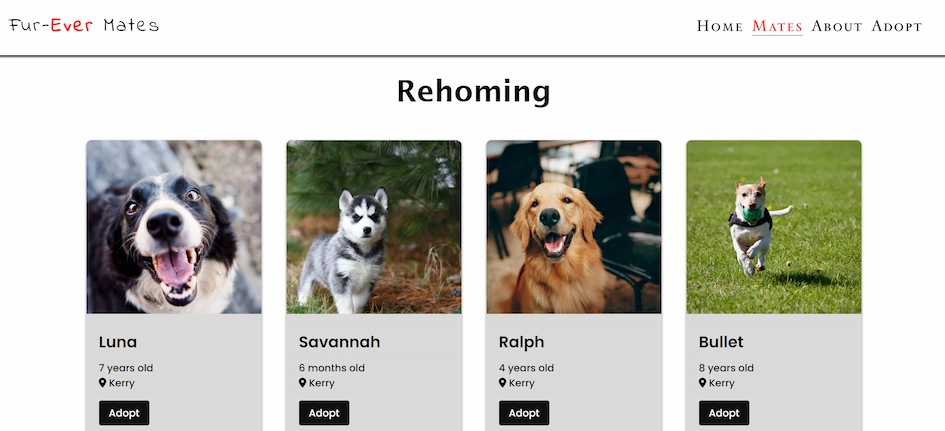 Fur-Ever Mates
Home Mates About Adopt
Rehoming
Luna
7 years old
Kerry
Adopt
Savannah
6 months old
Kerry
Adopt
Ralph
4 years old
Kerry
Adopt
Bullet
8 years old
Kerry
Adopt